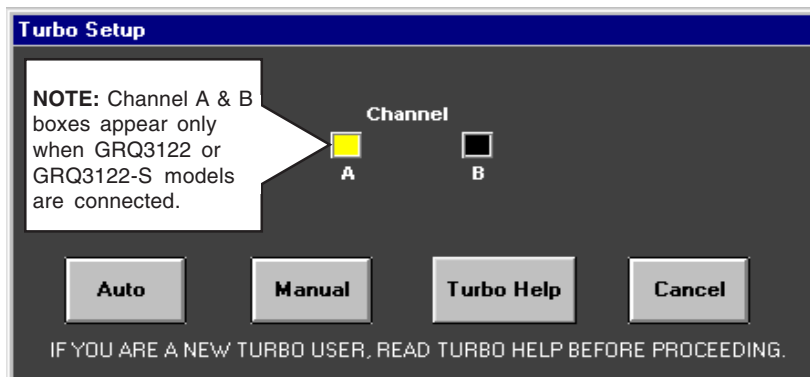 Turbo Setup
NOTE: Channel A & B
boxes appear only
when GRQ3122 or
GRQ3122-S models
are connected.
Channel
A B
Auto Manual Turbo Help Cancel
IF YOU ARE A NEW TURBO USER, READ TURBO HELP BEFORE PROCEEDING.